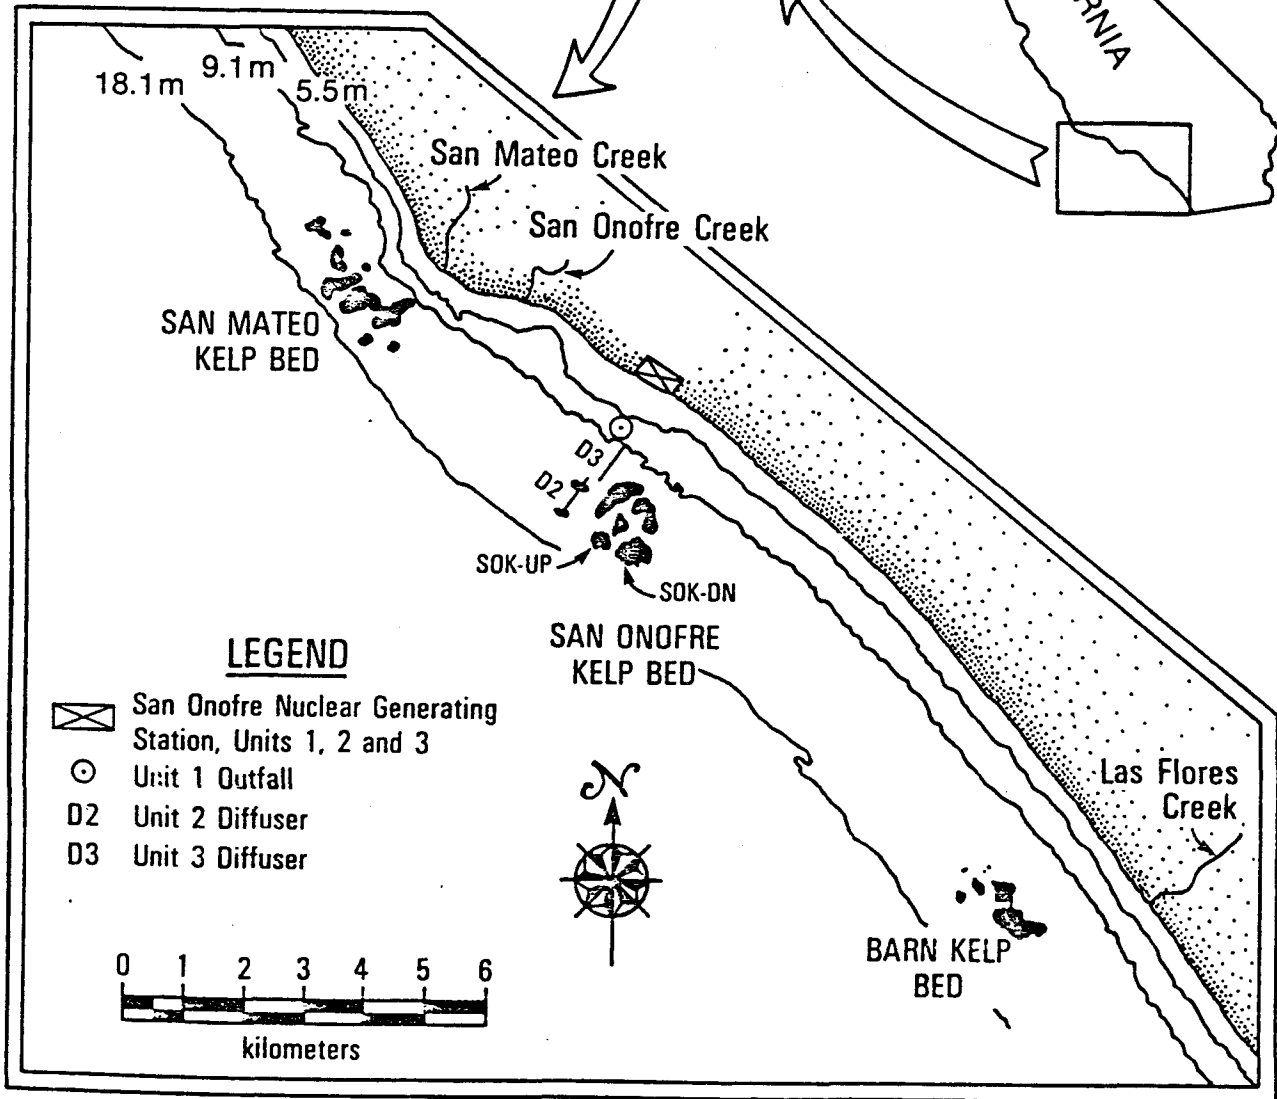 RNIA
18.1m
9.1m
5.5m
San Mateo Creek
San Onofre Creek
SAN MATEO
KELP BED
D3
D2
SOK-UP
SOK-DN
SAN ONOFRE
KELP BED
LEGEND
San Onofre Nuclear Generating
Station, Units 1, 2 and 3
Unit 1 Outfall
D2 Unit 2 Diffuser
D3 Unit 3 Diffuser
N
Las Flores
Creek
BARN KELP
BED
0 1 2 3 4 5 6
kilometers